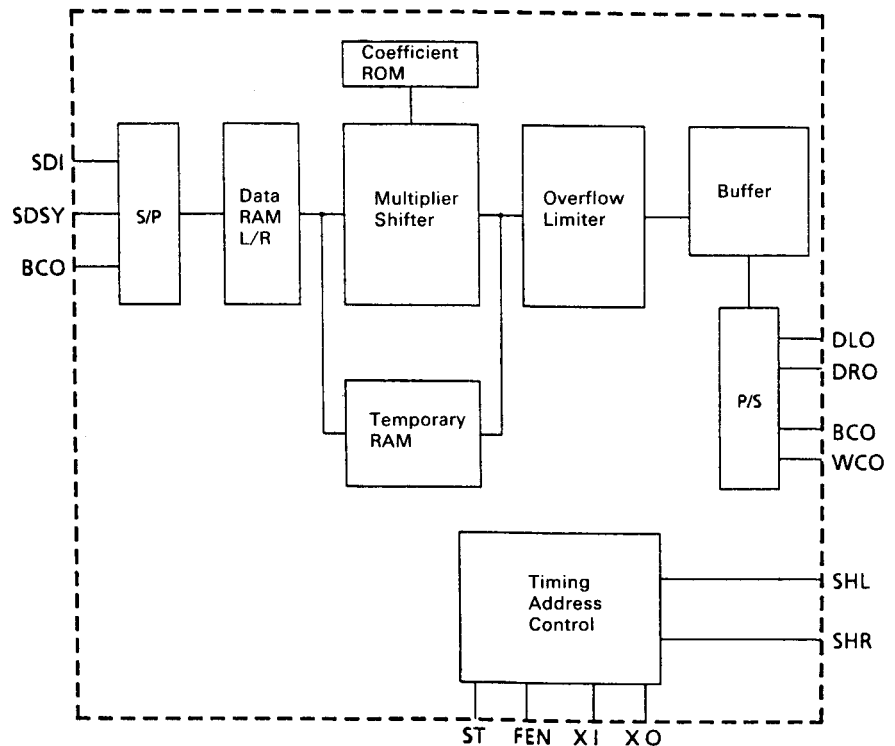 Coefficient
ROM
SDI
SDSY
BCO
S/P
Data
RAM
L/R
Multiplier
Shifter
Overflow
Limiter
Buffer
Temporary
RAM
P/S
DLO
DRO
BCO
WCO
Timing
Address
Control
SHL
SHR
ST FEN XI XO